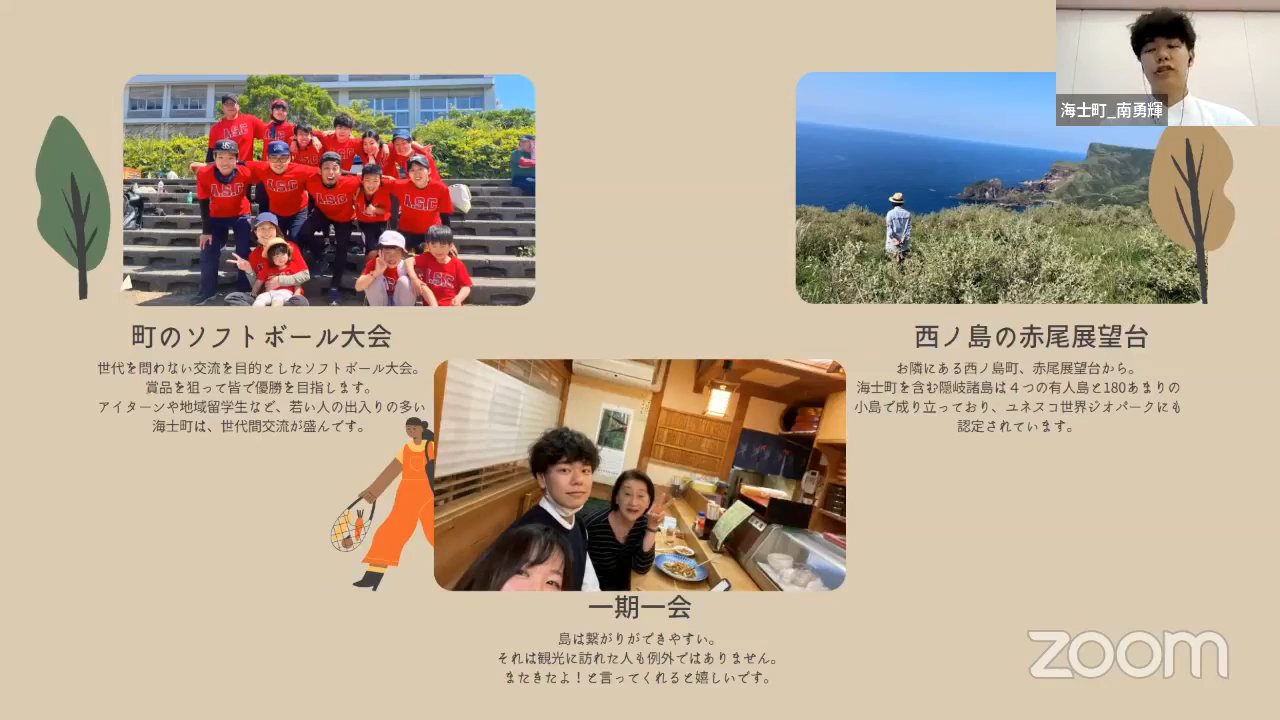 海士町_南勇輝
A.S.C
A.S.C
A.S.C
A.S.C
町のソフトボール大会
世代を問わない交流を目的としたソフトボール大会。
賞品を狙って皆で優勝を目指します。
アイターンや地域留学生など、若い人の出入りの多い
海士町は、世代間交流が盛んです。
西ノ島の赤尾展望台
お隣にある西ノ島町、赤尾展望台から。
海士町を含む隠岐諸島は４つの有人島と180あまりの
小島で成り立っており、ユネスコ世界ジオパークにも
認定されています。
一期一会
島は繋がりができやすい。
それは観光に訪れた人も例外ではありません。
またきたよ！と言ってくれると嬉しいです。
zoom